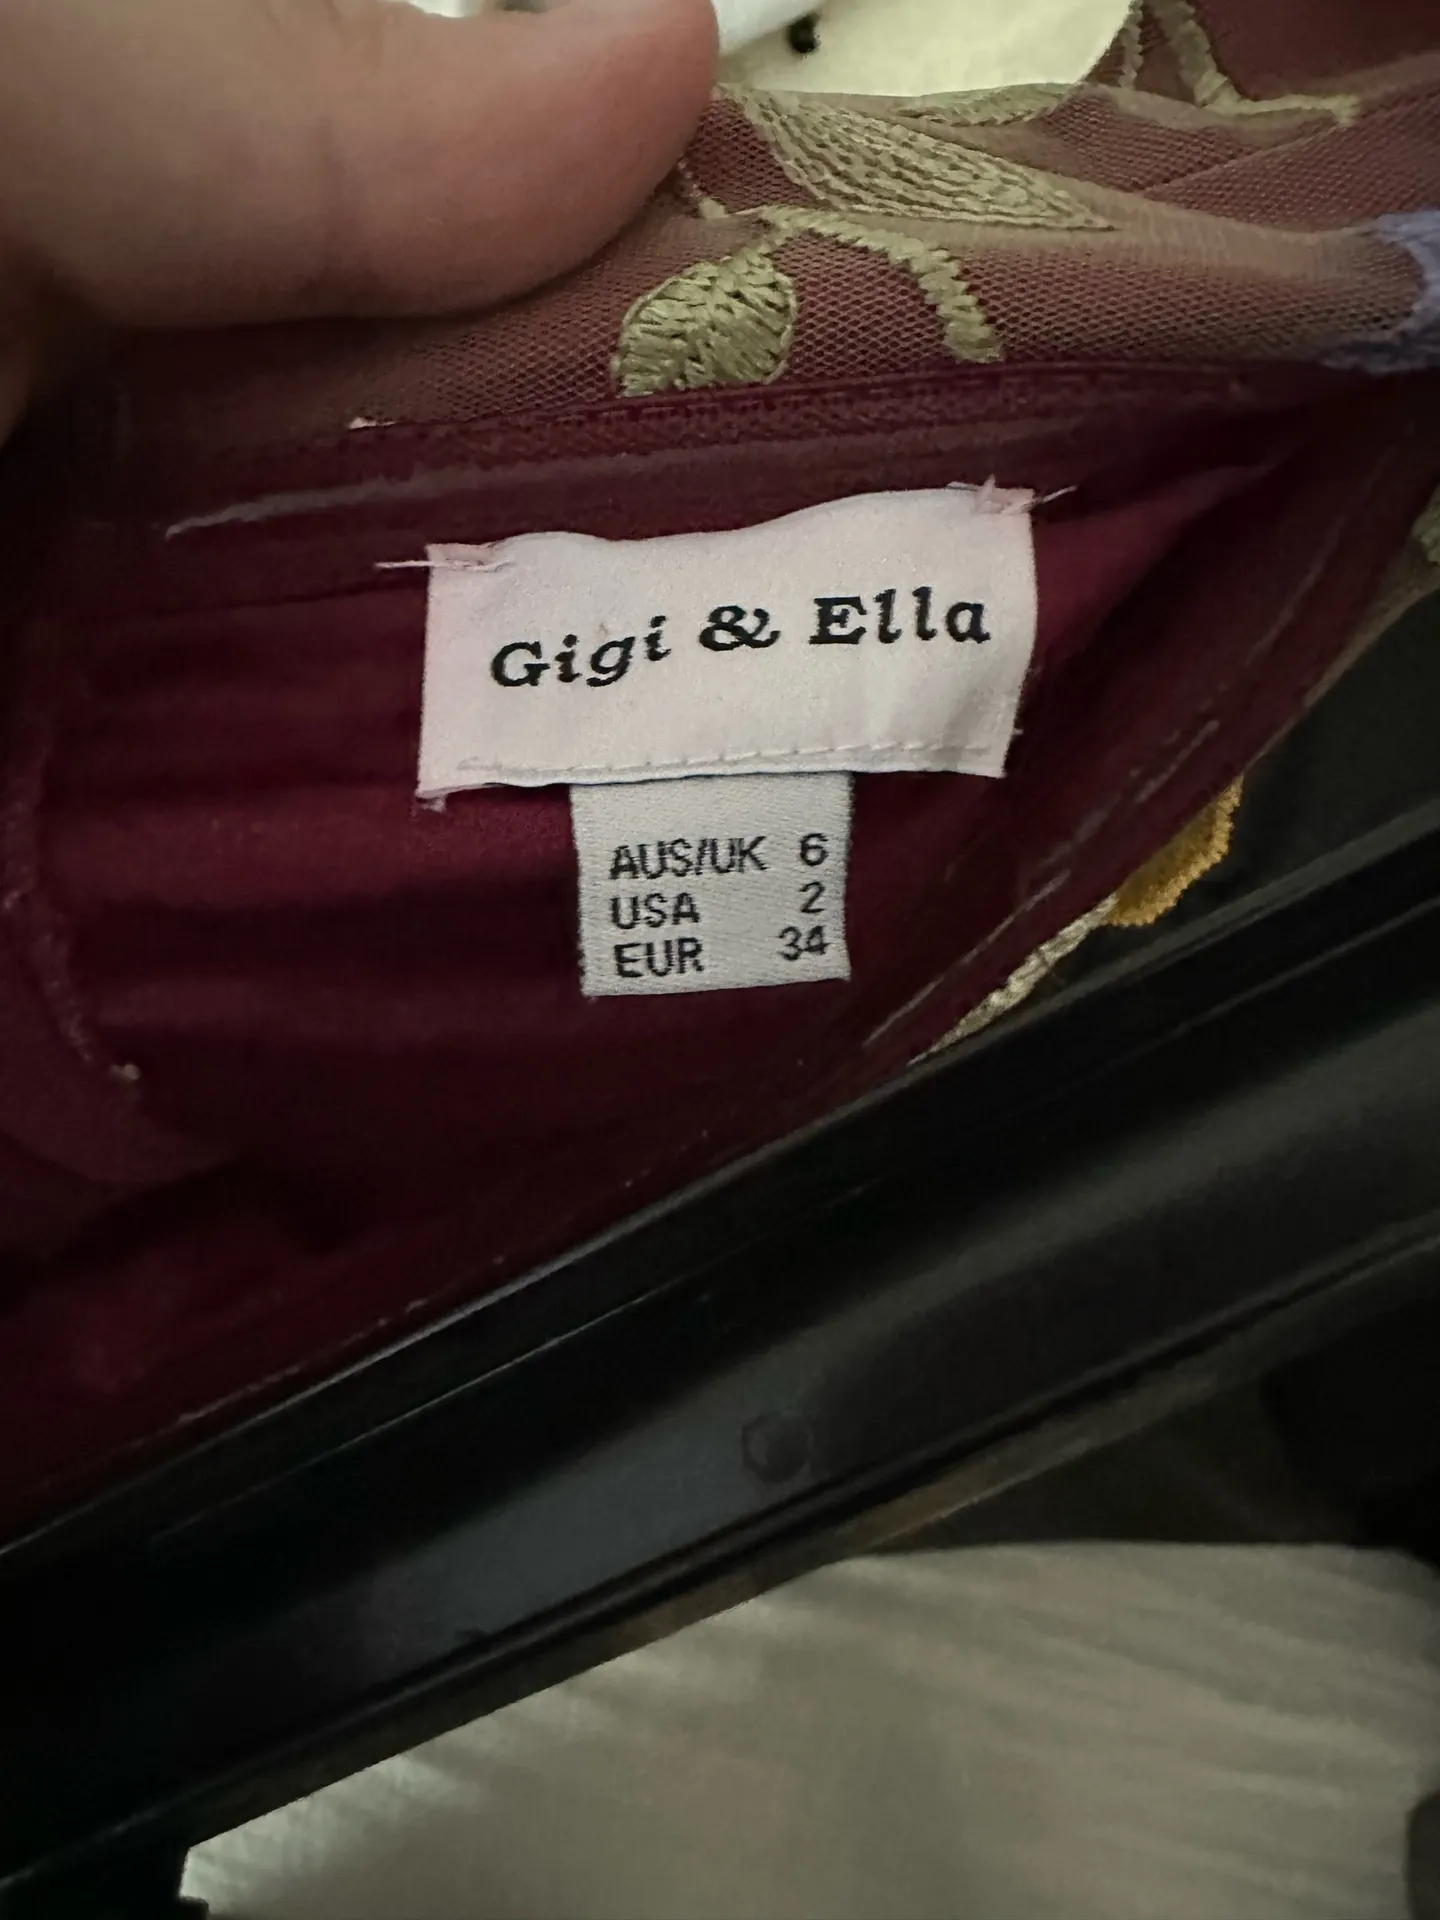 Gigi & Ella
AUS/UK 6
USA 2
EUR 34